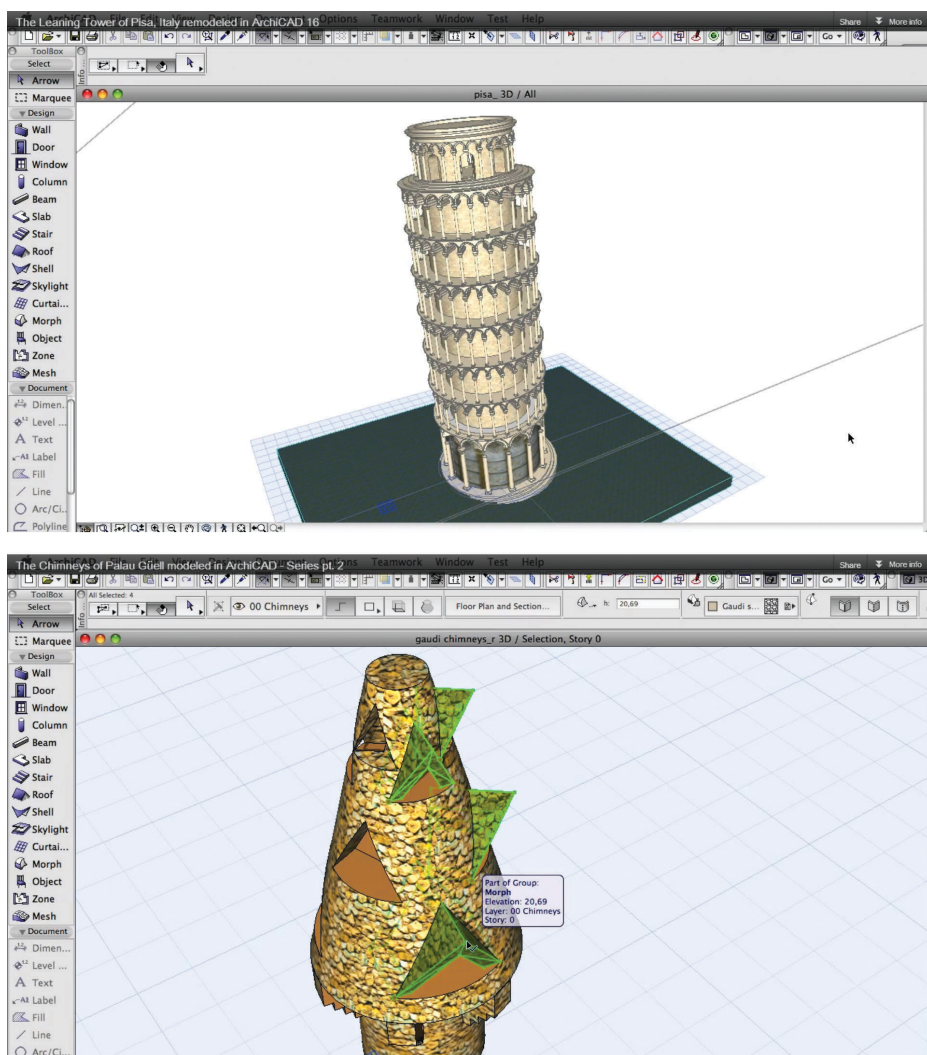 The Leaning Tower of Pisa, Italy remodeled in ArchiCAD 16
Options Teamwork Window Test Help
Share More info
ToolBox
Select
Info ...
Go
Arrow
Marquee
pisa_ 3D / All
Design
Wall
Door
Window
Column
Beam
Slab
Stair
Roof
Shell
Skylight
Curtai...
Morph
Object
Zone
Mesh
Document
Dimen.
Level ...
Text
Label
Fill
Line
Arc/Ci..
Polyline
The Chimneys of Palau Güell modeled in ArchiCAD - Series pt. 2
Options Teamwork Window Test Help
Share More info
ToolBox
All Selected: 4
Go
3D
Select
Info ...
00 Chimneys
Floor Plan and Section...
h: 20,69
Gaudi s...
Arrow
Marquee
gaudi chimneys_r 3D / Selection, Story 0
Design
Wall
Door
Window
Column
Beam
Slab
Stair
Roof
Shell
Skylight
Curtai...
Morph
Object
Zone
Mesh
Document
Dimen...
Level ...
Text
Label
Fill
Line
Arc/Ci...
Part of Group:
Morph
Elevation: 20,69
Layer: 00 Chimneys
Story: 0